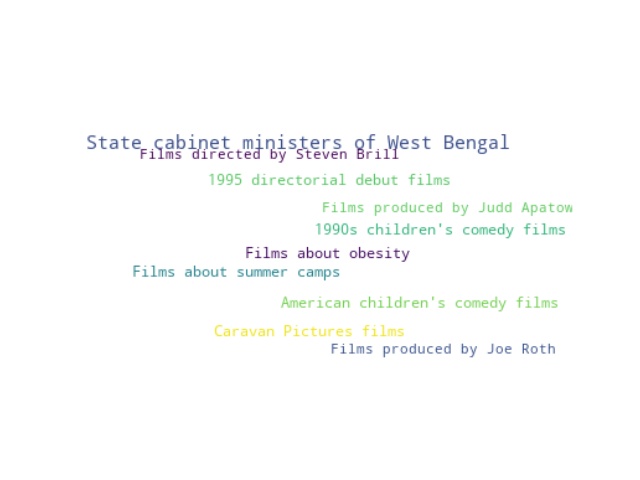 State cabinet ministers of West Bengal
Films directed by Steven Brill
1995 directorial debut films
Films produced by Judd Apatow
1990s children's comedy films
Films about obesity
Films about summer camps
American children's comedy films
Caravan Pictures films
Films produced by Joe Roth